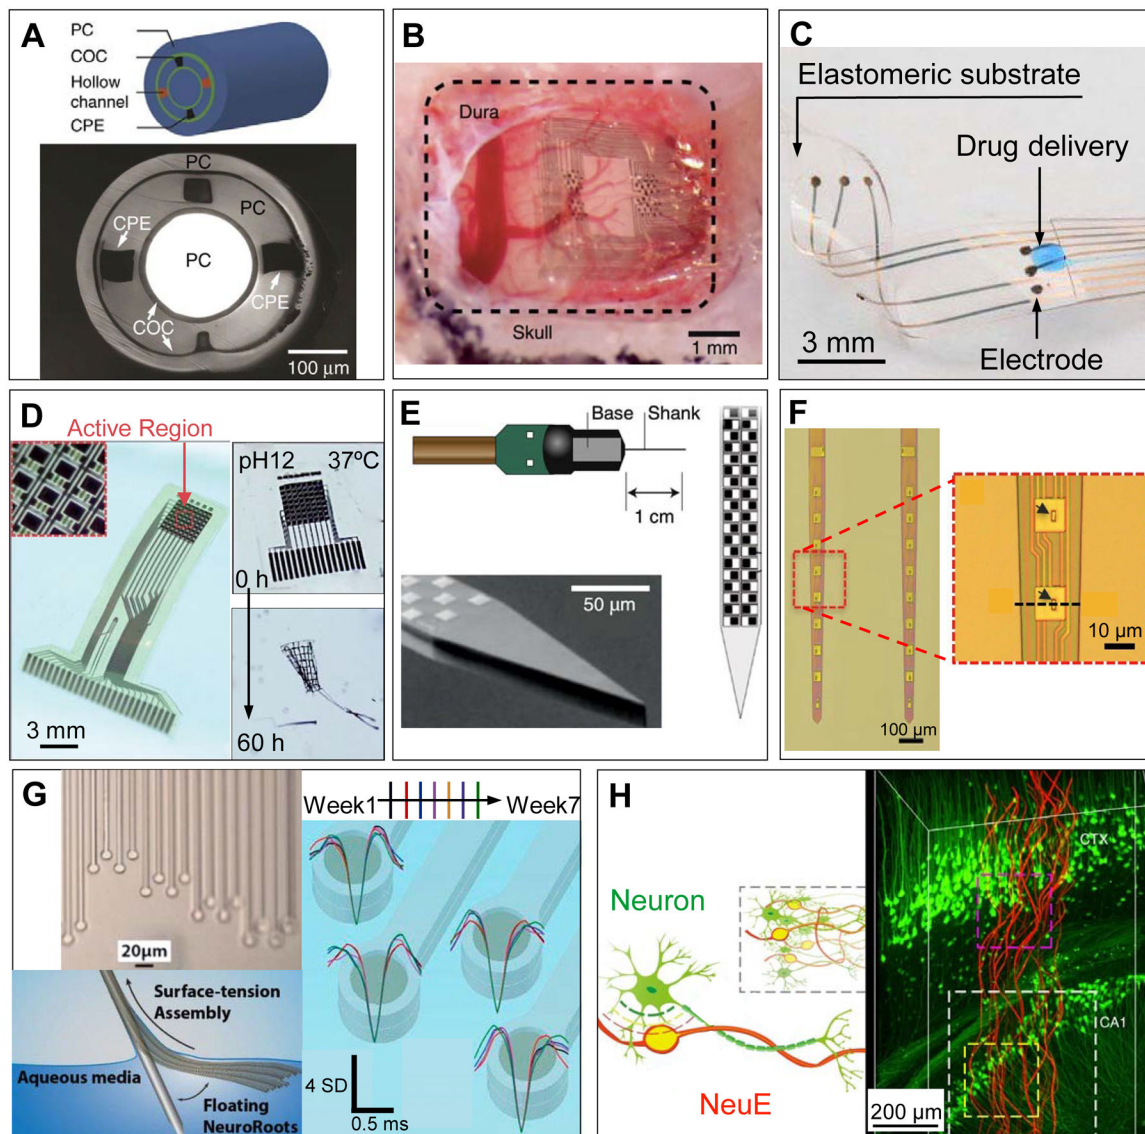 A
PC
COC
Hollow
channel
CPE
PC
PC
CPE
PC
CPE
COC
100 µm
B
Dura
Skull
1 mm
C
Elastomeric substrate
Drug delivery
3 mm
Electrode
D
Active Region
pH12 37ºC
0 h
60 h
3 mm
E
Base Shank
1 cm
50 µm
F
100 µm
10 µm
G
20µm
Surface-tension
Assembly
Aqueous media
Floating
NeuroRoots
Week1 Week7
4 SD
0.5 ms
H
Neuron
NeuE
CTX
CA1
200 µm